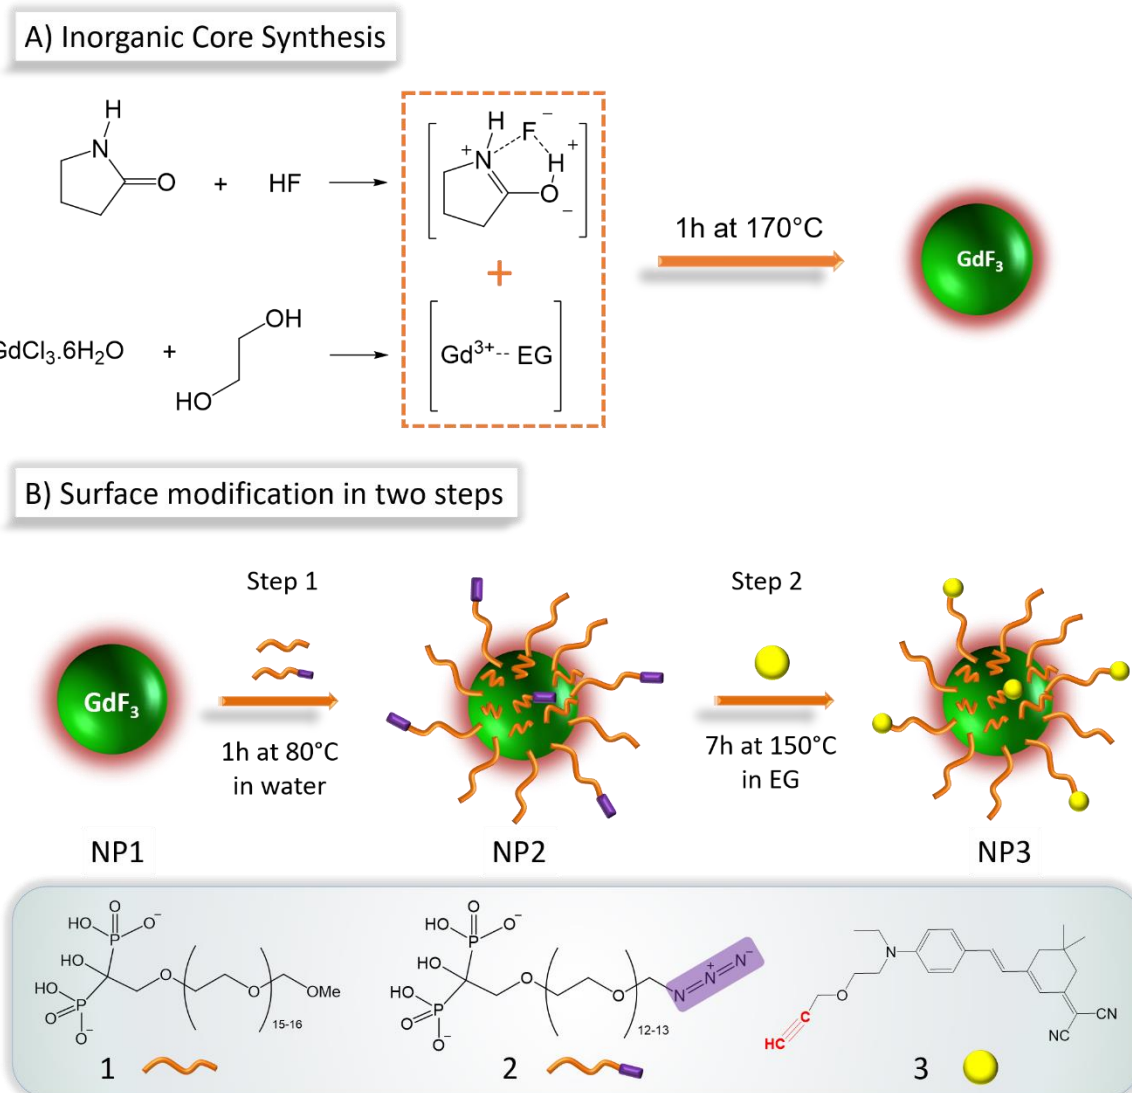 A) Inorganic Core Synthesis
H
N
O
+
HF
H
F
−
+
N
H
+
O
−
+
1h at 170°C
GdF3
GdCl3.6H2O
+
OH
HO
Gd3+-- EG
B) Surface modification in two steps
Step 1
Step 2
GdF3
1h at 80°C
in water
7h at 150°C
in EG
NP1
NP2
NP3
O
HO
P
O−
HO
HO
P
O
O−
O
O
OMe
15-16
1
O
HO
P
O−
HO
HO
P
O
O−
O
O
N=N+=N−
12-13
2
N
O
HC
C
CN
NC
3